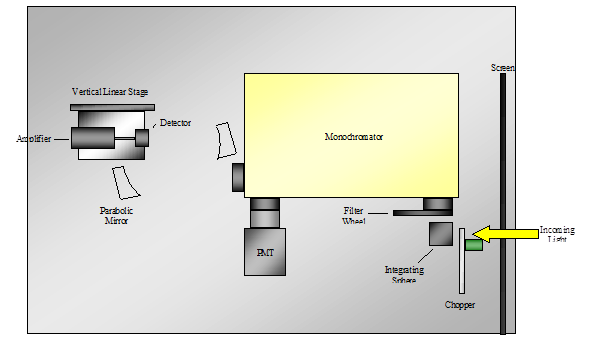 Screen
Vertical Linear Stage
Detector
Amplifier
Monochromator
Parabolic
Mirror
Filter
Wheel
Incoming
Light
PMT
Integrating
Sphere
Chopper